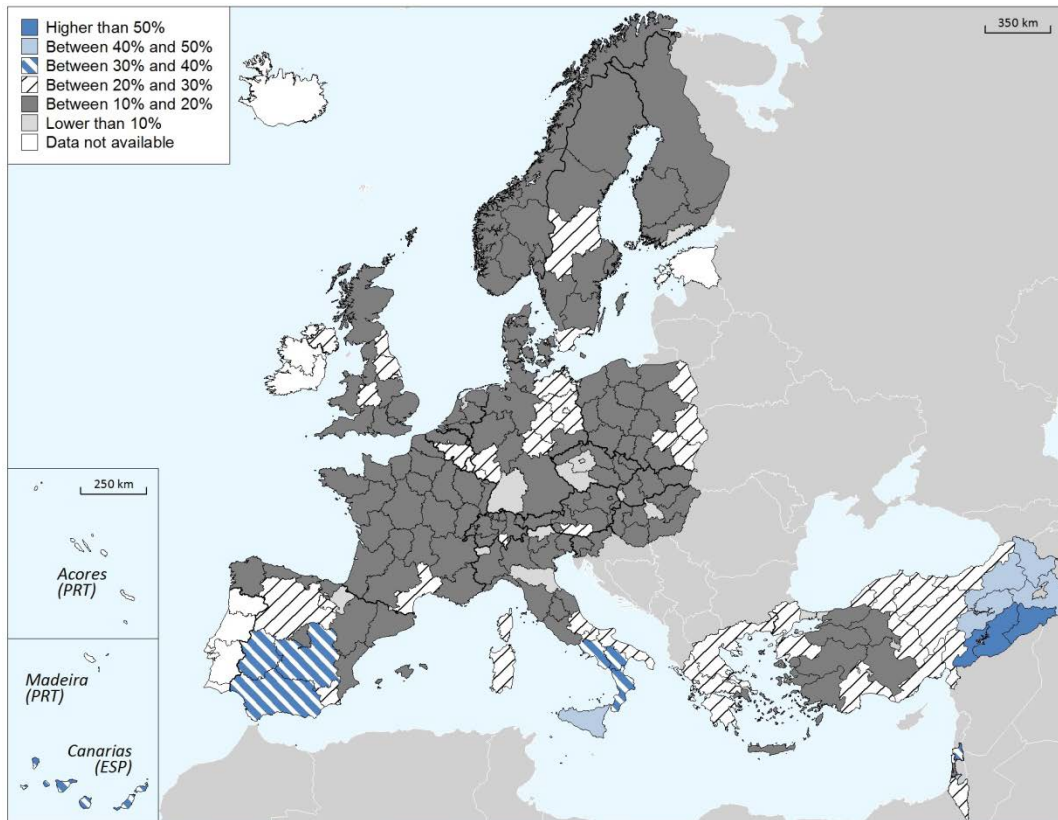 Higher than 50%
Between 40% and 50%
Between 30% and 40%
Between 20% and 30%
Between 10% and 20%
Lower than 10%
Data not available
350 km
250 km
Acores
(PRT)
Madeira
(PRT)
Canarias
(ESP)